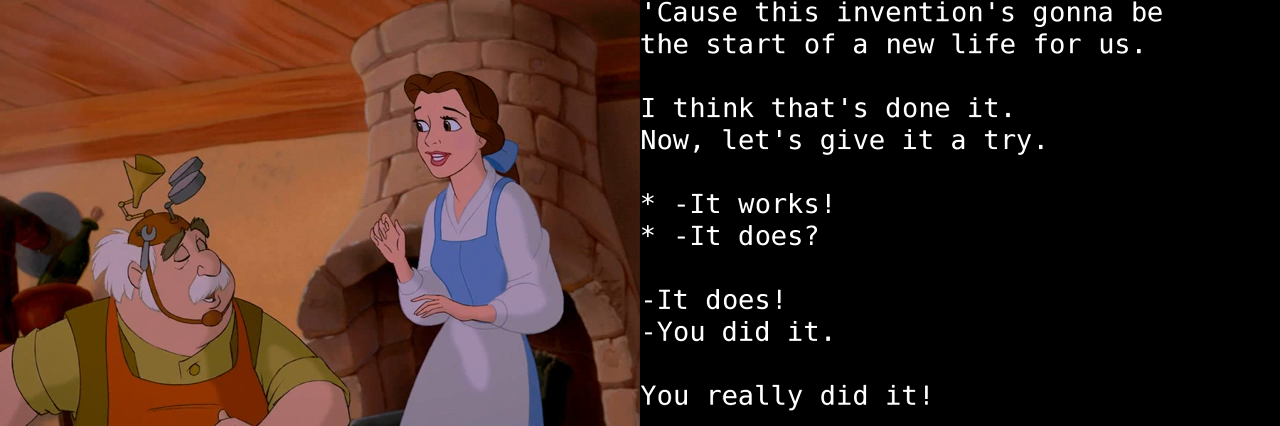 'Cause this invention's gonna be
the start of a new life for us.
I think that's done it.
Now, let's give it a try.
* -It works!
* -It does?
-It does!
-You did it.
You really did it!